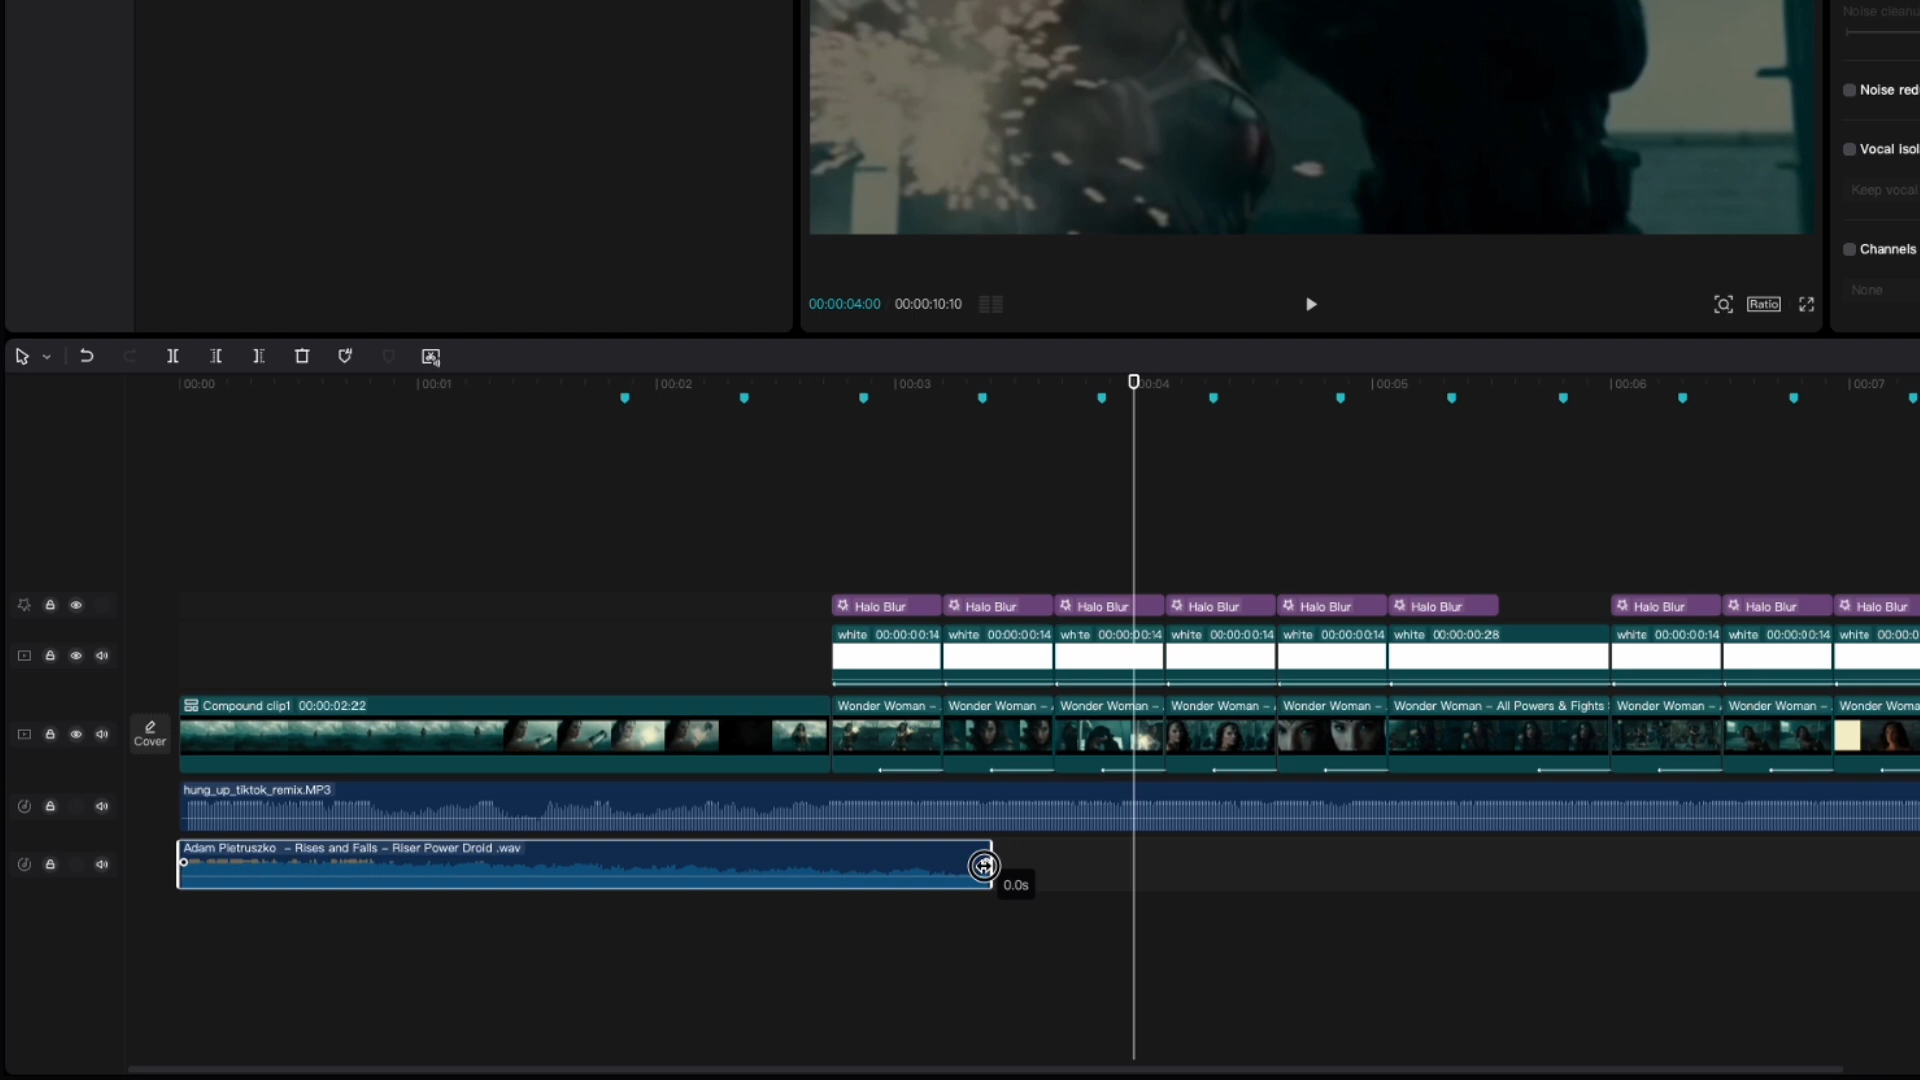 Noise cleanu
Noise red
Vocal isol
Keep vocal
Channels
None
00:00:04:00 00:00:10:10
Ratio
00:00 00:01 00:02 00:03 00:04 00:05 00:06 00:07
Halo Blur Halo Blur Halo Blur Halo Blur Halo Blur Halo Blur Halo Blur Halo Blur Halo Blur
white 00:00:00:14 white 00:00:00:14 white 00:00:00:14 white 00:00:00:14 white 00:00:00:14 white 00:00:00:28 white 00:00:00:14 white 00:00:00:14 white 00:00:0
Compound clip1 00:00:02:22 Wonder Woman – Wonder Woman – Wonder Woman – Wonder Woman – Wonder Woman – Wonder Woman – All Powers & Fights Wonder Woman – Wonder Woman – Wonder Woma
Cover
hung_up_tiktok_remix.MP3
Adam Pietruszko – Rises and Falls – Riser Power Droid .wav
0.0s